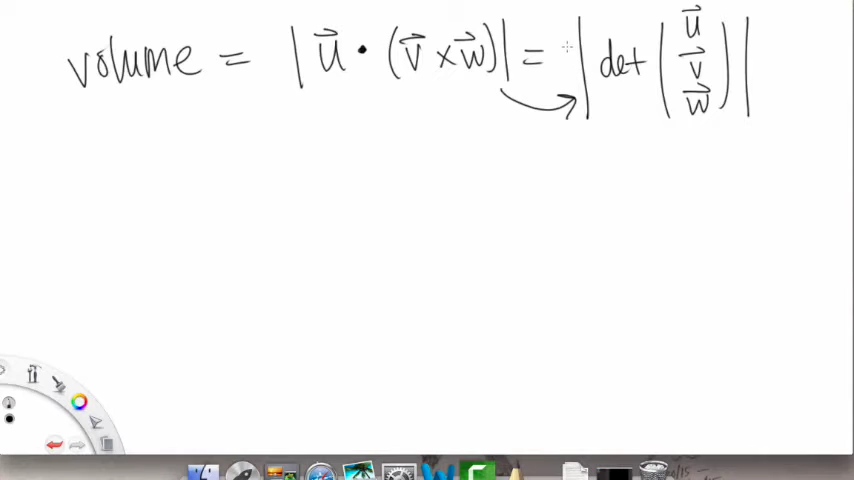 volume = | u⃗ • (v⃗ × w⃗)| = | det ( u⃗ v⃗ w⃗ ) |